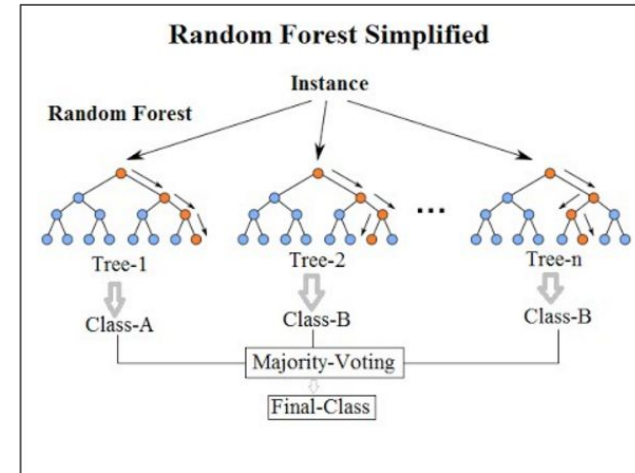 Random Forest Simplified
Instance
Random Forest
...
Tree-1
Tree-2
Tree-n
Class-A
Class-B
Class-B
Majority-Voting
Final-Class